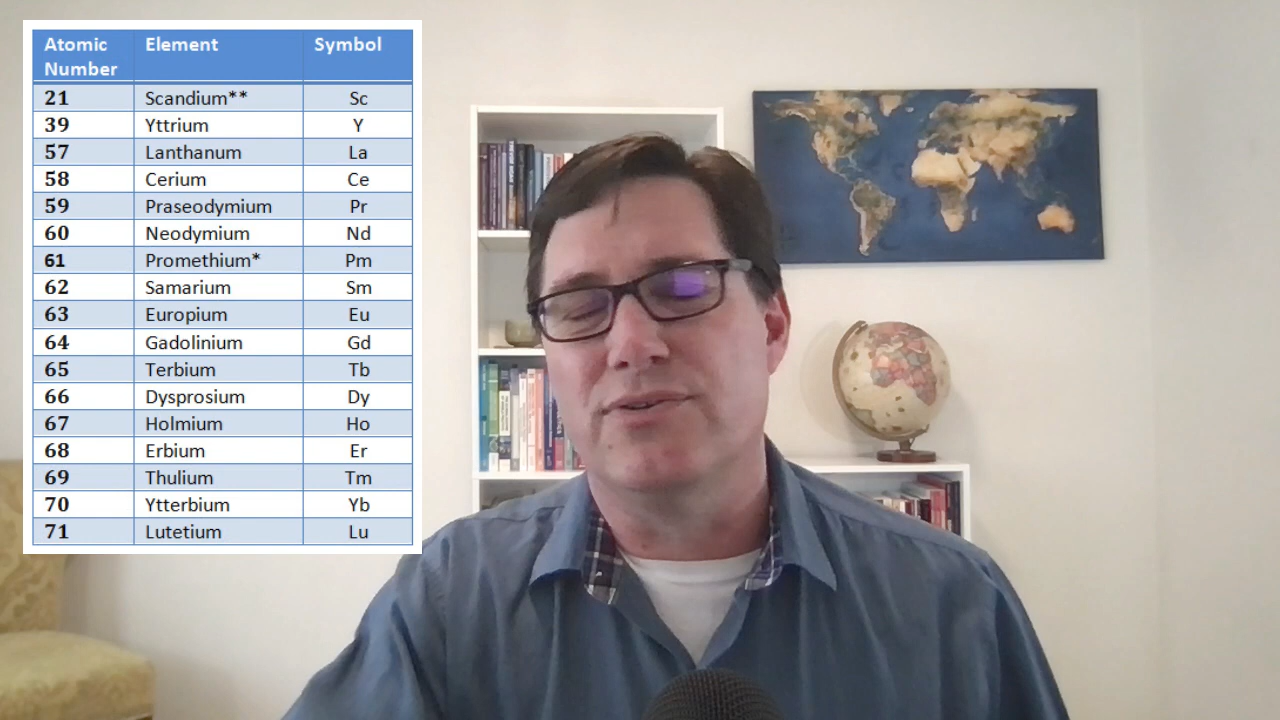 Atomic Number Element Symbol
21 Scandium** Sc
39 Yttrium Y
57 Lanthanum La
58 Cerium Ce
59 Praseodymium Pr
60 Neodymium Nd
61 Promethium* Pm
62 Samarium Sm
63 Europium Eu
64 Gadolinium Gd
65 Terbium Tb
66 Dysprosium Dy
67 Holmium Ho
68 Erbium Er
69 Thulium Tm
70 Ytterbium Yb
71 Lutetium Lu